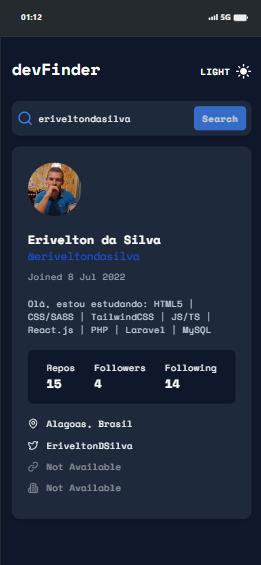 01:12
5G
devFinder
LIGHT
eriveltondasilva
Search
Erivelton da Silva
@eriveltondasilva
Joined 8 Jul 2022
Olá, estou estudando: HTML5 |
CSS/SASS | TailwindCSS | JS/TS |
React.js | PHP | Laravel | MySQL
Repos Followers Following
15 4 14
Alagoas, Brasil
EriveltonDSilva
Not Available
Not Available